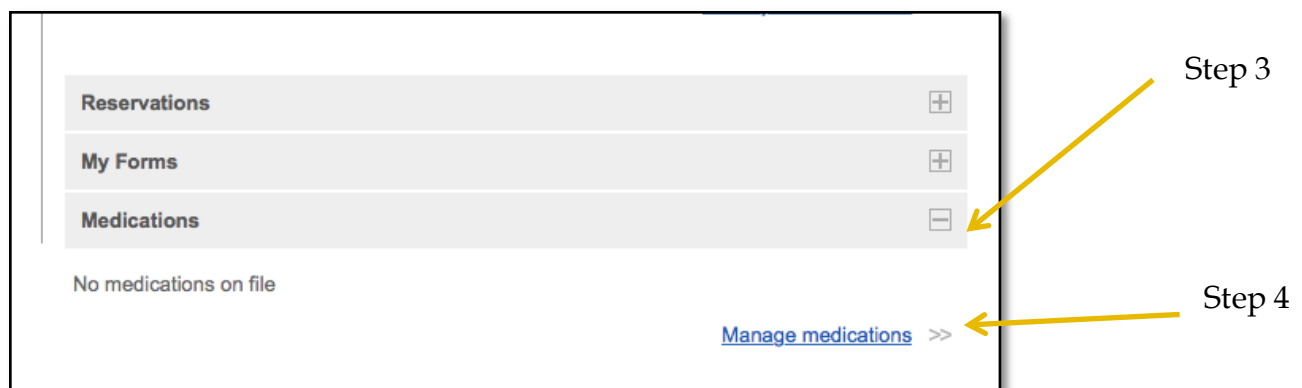 Step 3
Reservations
My Forms
Medications
No medications on file
Step 4
Manage medications >>